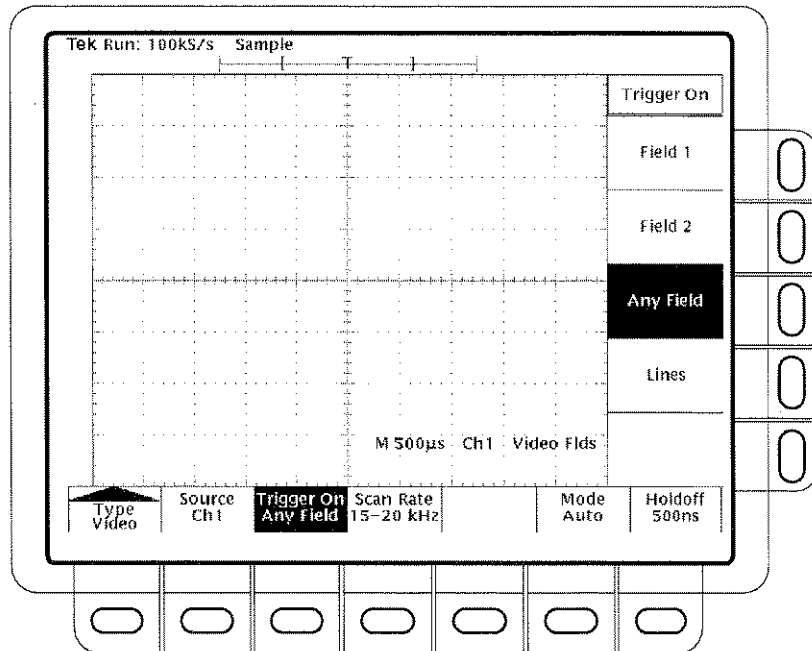 Tek Run: 100kS/s Sample
T
Trigger On
Field 1
Field 2
Any Field
Lines
M 500µs Ch1 Video Flds
Type
Video
Source
Ch1
Trigger On
Any Field
Scan Rate
15–20 kHz
Mode
Auto
Holdoff
500ns